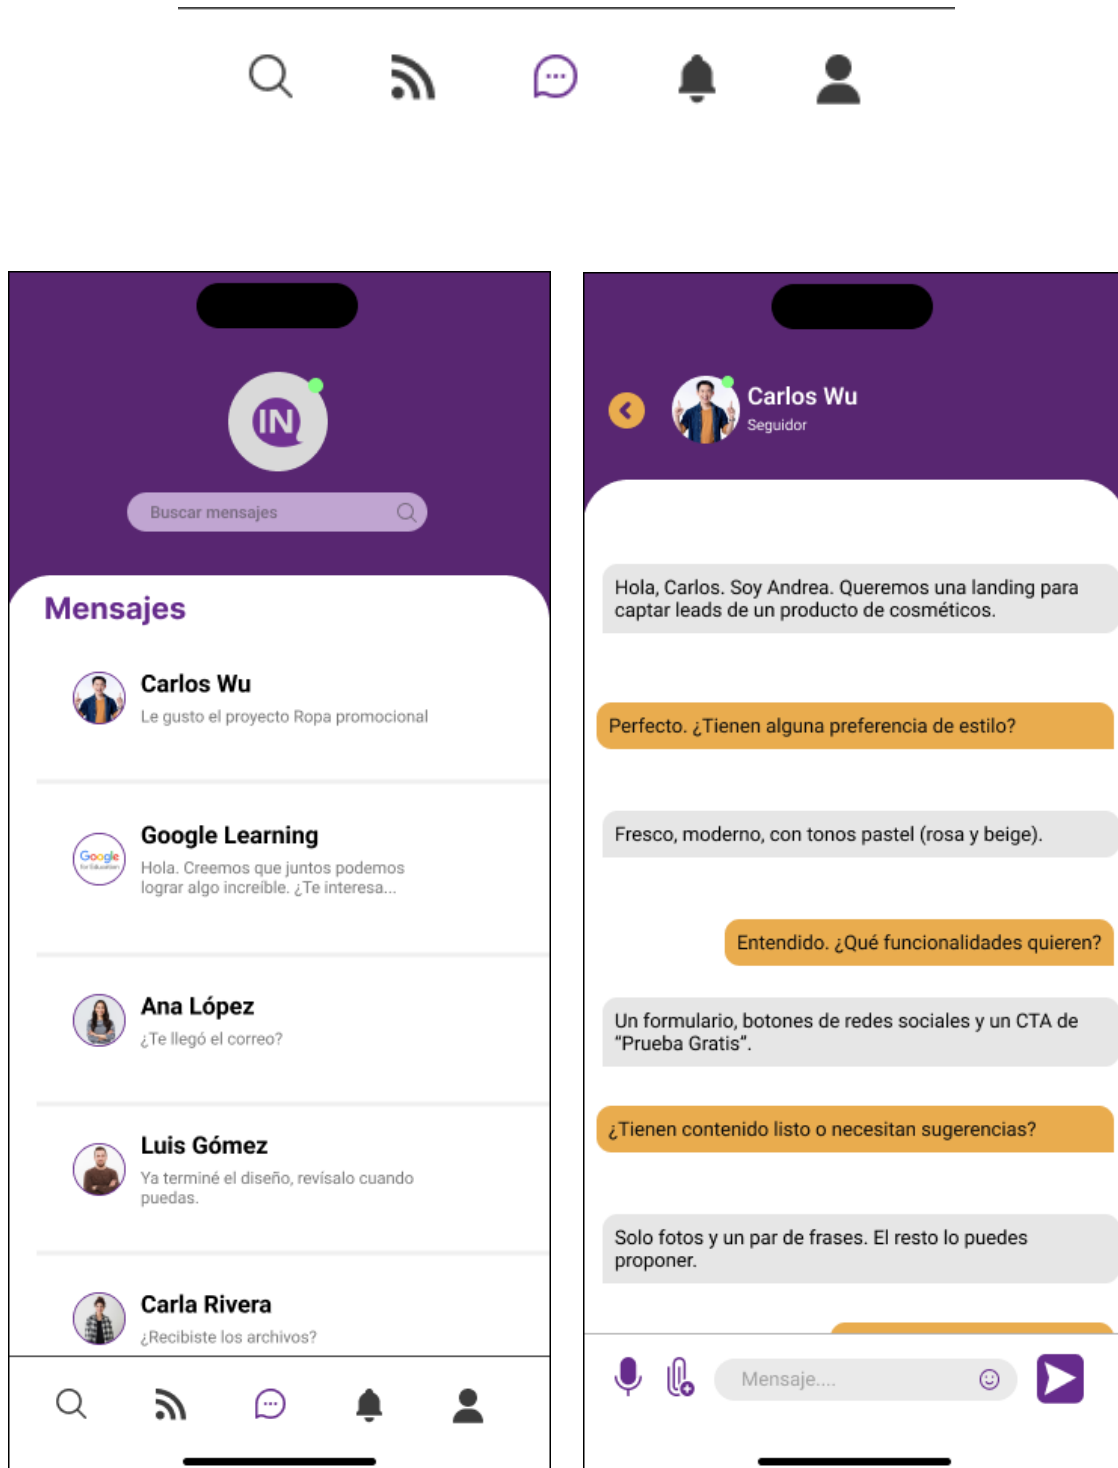 IN
Buscar mensajes
Mensajes
Carlos Wu
Le gusto el proyecto Ropa promocional
Google Learning
Google
for Education
Hola. Creemos que juntos podemos
lograr algo increíble. ¿Te interesa...
Ana López
¿Te llegó el correo?
Luis Gómez
Ya terminé el diseño, revísalo cuando
puedas.
Carla Rivera
¿Recibiste los archivos?
Carlos Wu
Seguidor
Hola, Carlos. Soy Andrea. Queremos una landing para
captar leads de un producto de cosméticos.
Perfecto. ¿Tienen alguna preferencia de estilo?
Fresco, moderno, con tonos pastel (rosa y beige).
Entendido. ¿Qué funcionalidades quieren?
Un formulario, botones de redes sociales y un CTA de
“Prueba Gratis”.
¿Tienen contenido listo o necesitan sugerencias?
Solo fotos y un par de frases. El resto lo puedes
proponer.
Mensaje....